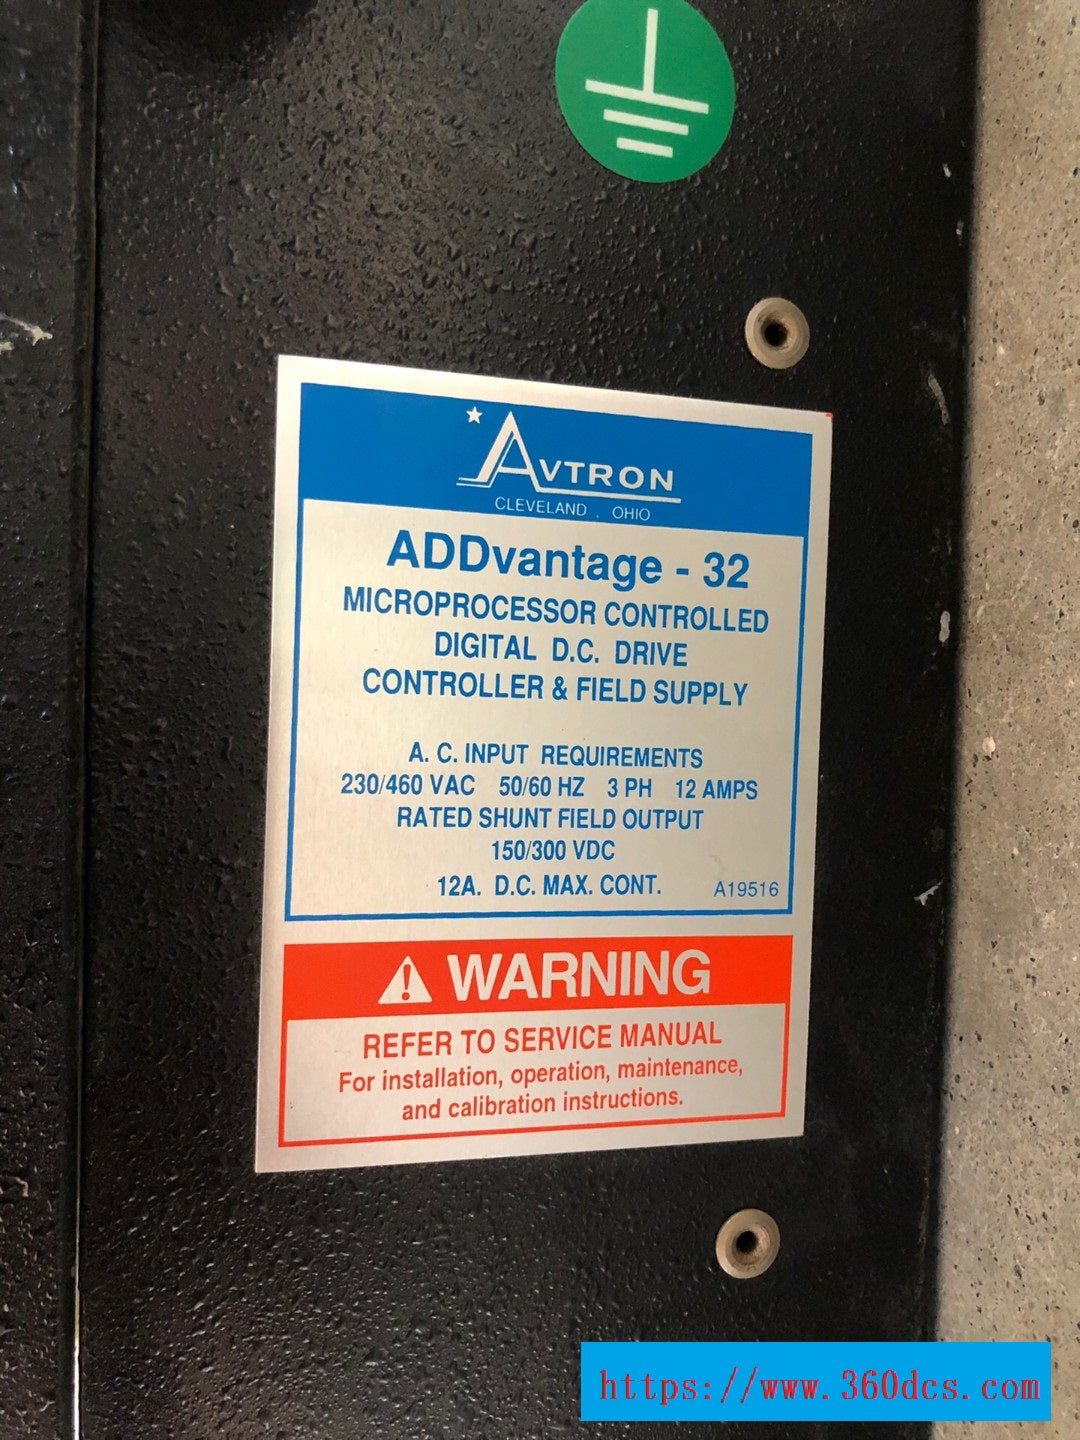 AVTRON
CLEVELAND . OHIO
ADDvantage - 32
MICROPROCESSOR CONTROLLED
DIGITAL D.C. DRIVE
CONTROLLER & FIELD SUPPLY
A. C. INPUT REQUIREMENTS
230/460 VAC 50/60 HZ 3 PH 12 AMPS
RATED SHUNT FIELD OUTPUT
150/300 VDC
12A. D.C. MAX. CONT. A19516
WARNING
REFER TO SERVICE MANUAL
For installation, operation, maintenance,
and calibration instructions.
https://www.360dcs.com